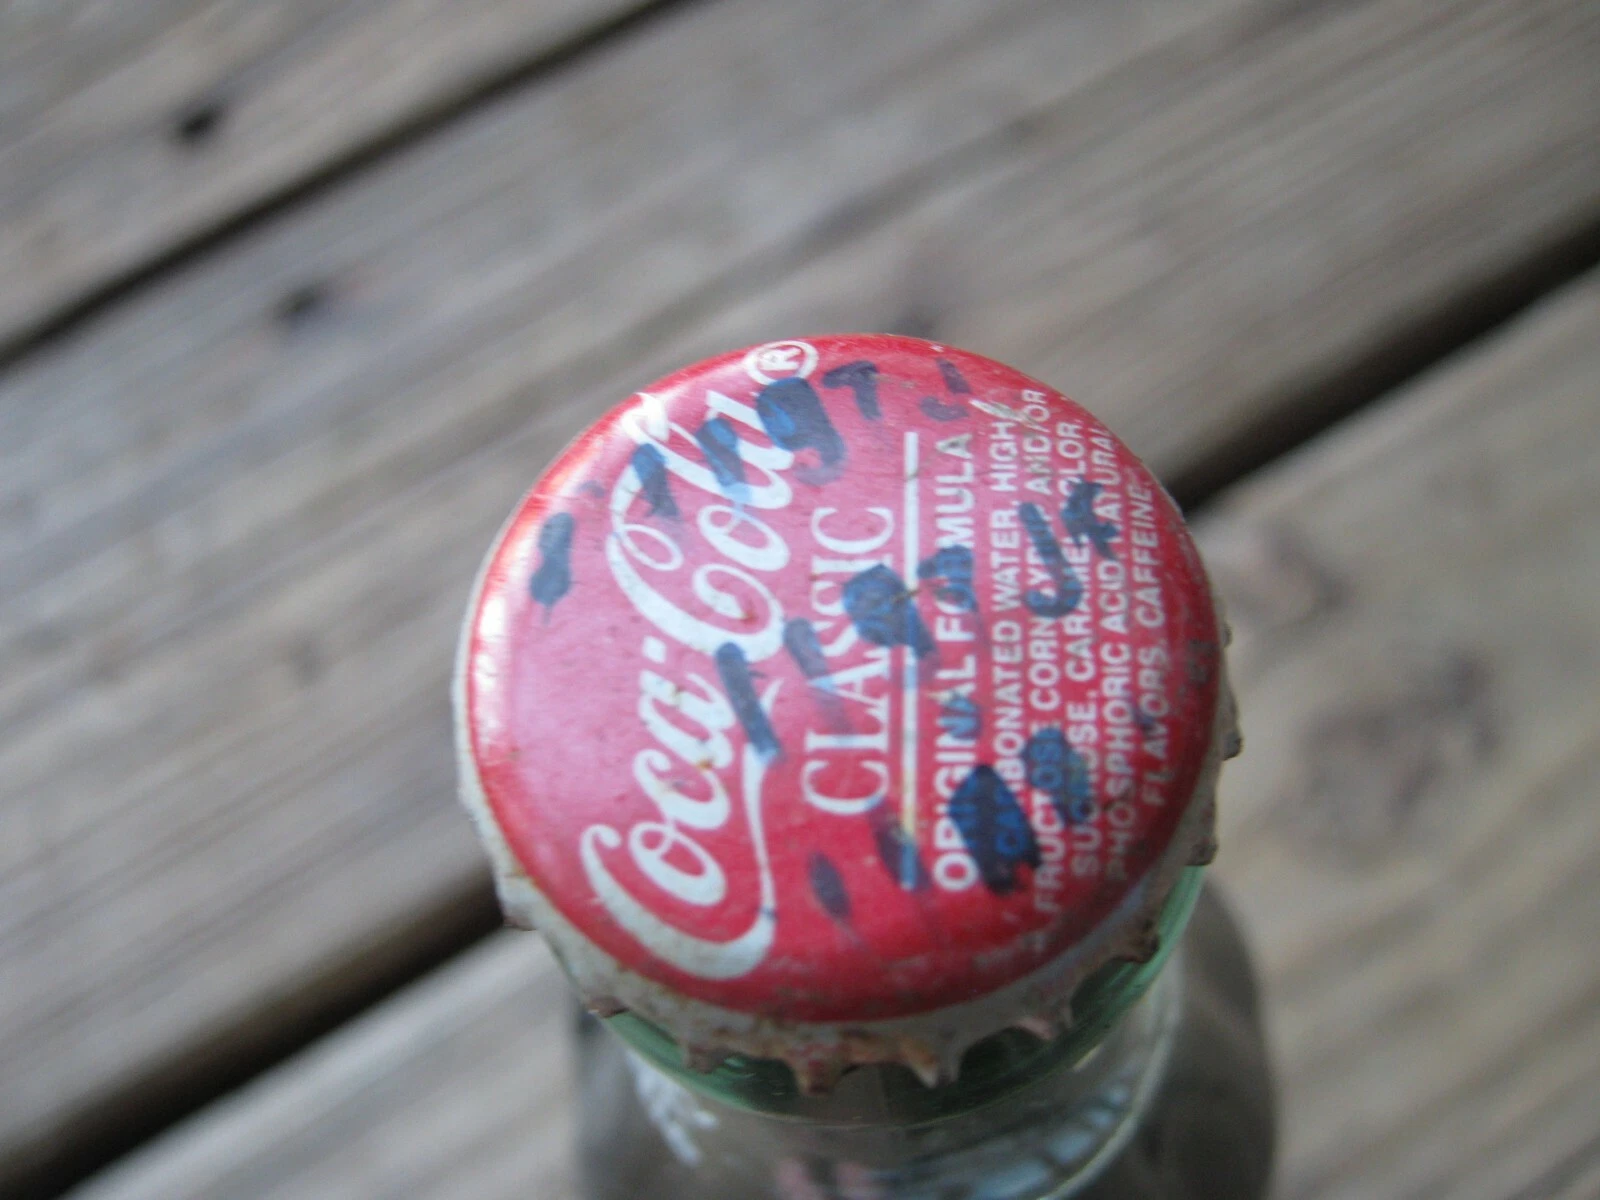 Coca-Cola®
CLASSIC
ORIGINAL FORMULA
CARBONATED WATER, HIGH
FRUCTOSE CORN SYRUP AND/OR
SUCROSE, CARAMEL COLOR,
PHOSPHORIC ACID, NATURAL
FLAVORS, CAFFEINE.